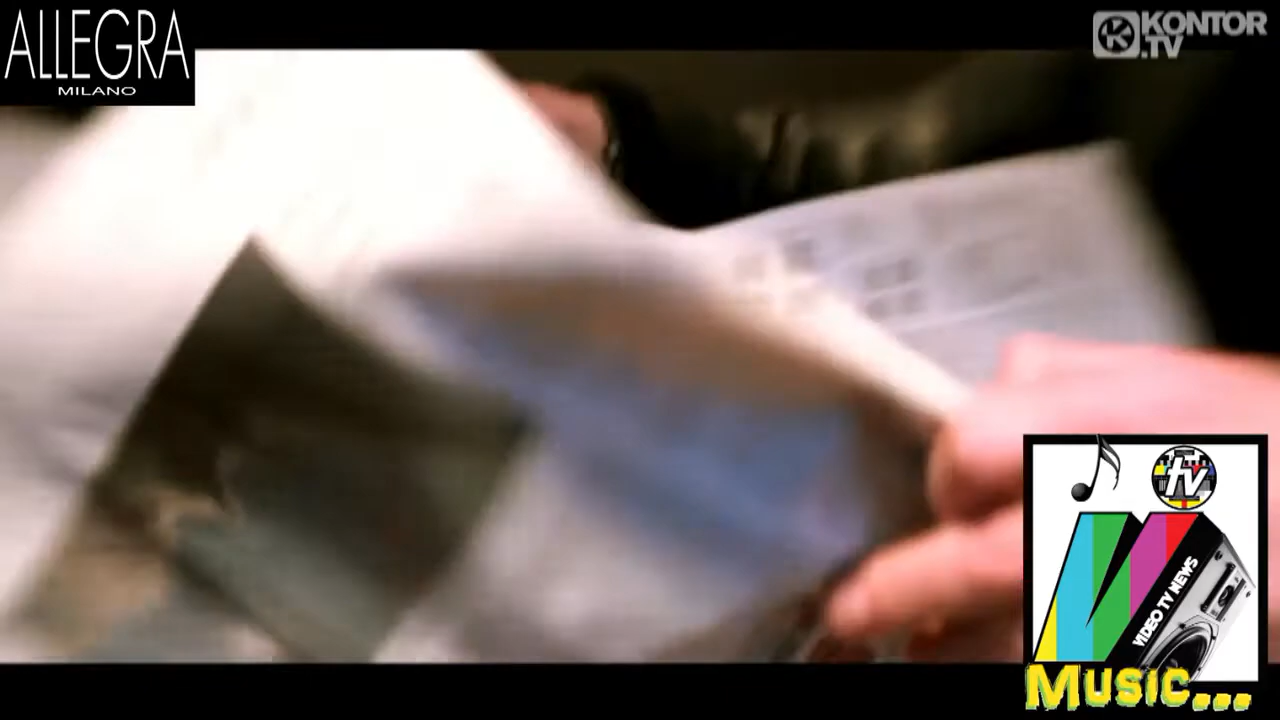 ALLEGRA
MILANO
KONTOR
.TV
tv
VIDEO TV NEWS
MUSIC...